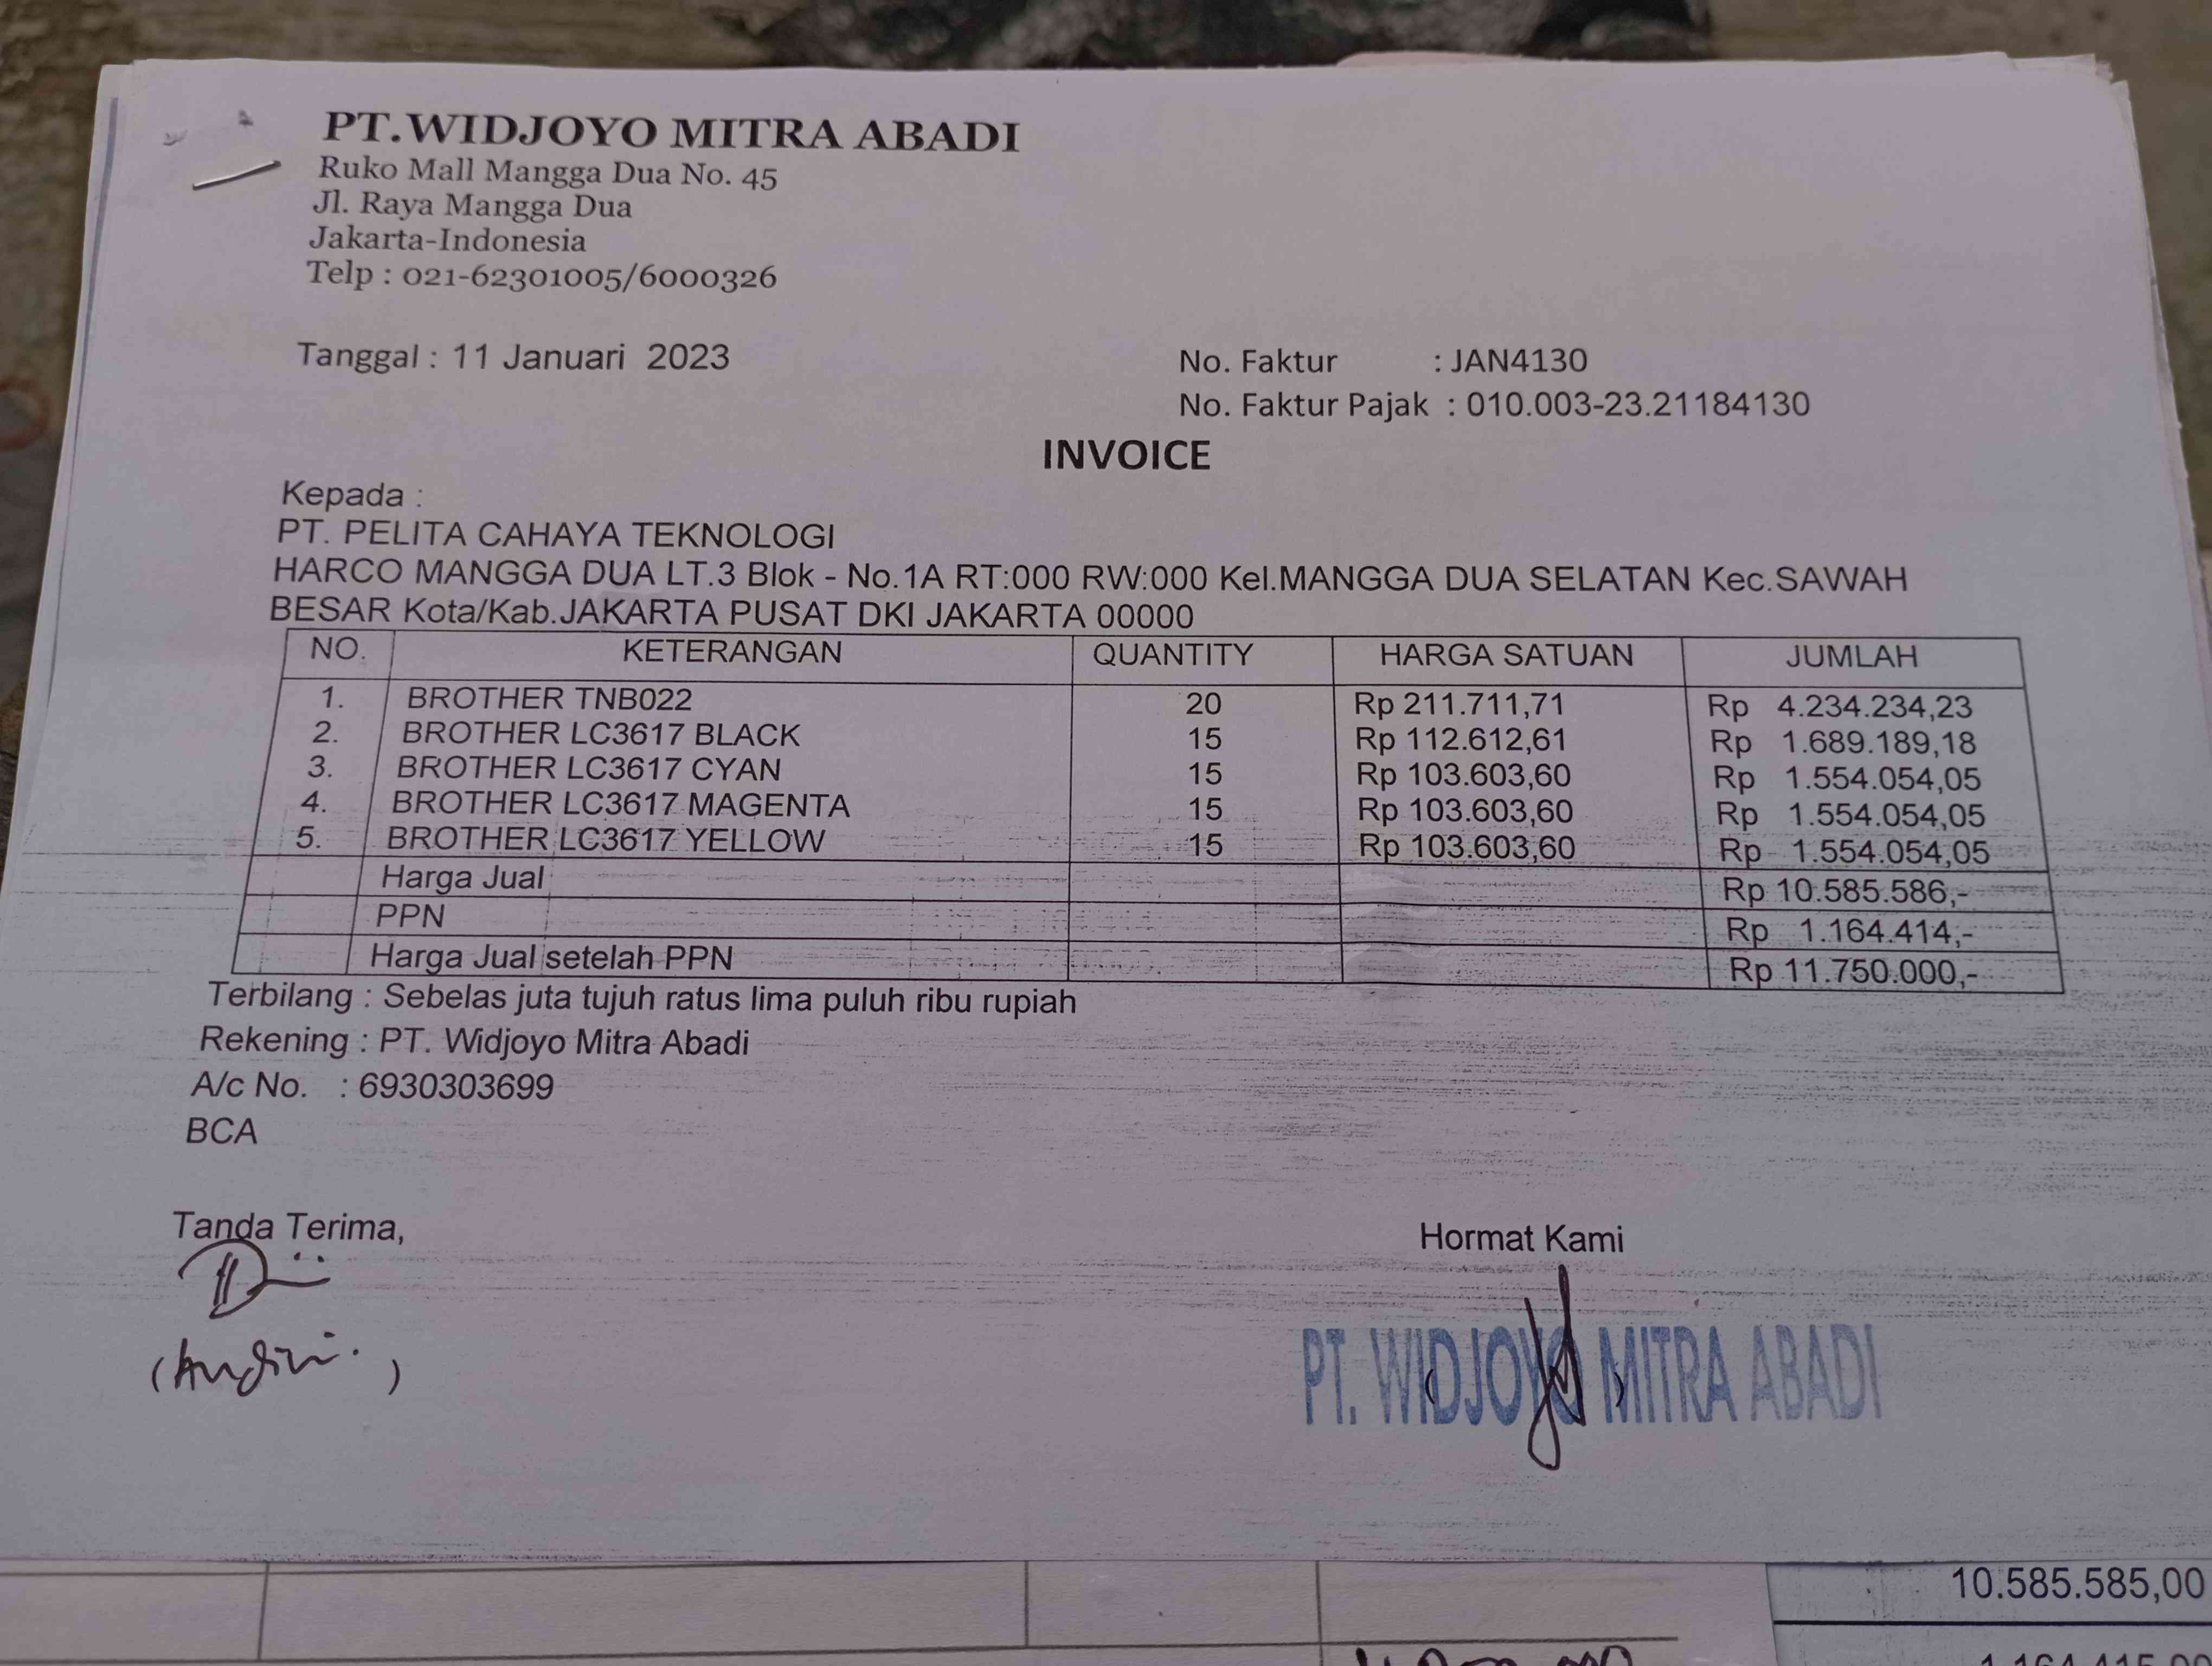 PT.WIDJOYO MITRA ABADI
Ruko Mall Mangga Dua No. 45
Jl. Raya Mangga Dua
Jakarta-Indonesia
Telp : 021-62301005/6000326
Tanggal : 11 Januari 2023
No. Faktur : JAN4130
No. Faktur Pajak : 010.003-23.21184130
INVOICE
Kepada :
PT. PELITA CAHAYA TEKNOLOGI
HARCO MANGGA DUA LT.3 Blok - No.1A RT:000 RW:000 Kel.MANGGA DUA SELATAN Kec.SAWAH
BESAR Kota/Kab.JAKARTA PUSAT DKI JAKARTA 00000
NO. KETERANGAN QUANTITY HARGA SATUAN JUMLAH
1. BROTHER TNB022 20 Rp 211.711,71 Rp 4.234.234,23
2. BROTHER LC3617 BLACK 15 Rp 112.612,61 Rp 1.689.189,18
3. BROTHER LC3617 CYAN 15 Rp 103.603,60 Rp 1.554.054,05
4. BROTHER LC3617 MAGENTA 15 Rp 103.603,60 Rp 1.554.054,05
5. BROTHER LC3617 YELLOW 15 Rp 103.603,60 Rp 1.554.054,05
Harga Jual Rp 10.585.586,-
PPN Rp 1.164.414,-
Harga Jual setelah PPN Rp 11.750.000,-
Terbilang : Sebelas juta tujuh ratus lima puluh ribu rupiah
Rekening : PT. Widjoyo Mitra Abadi
A/c No. : 6930303699
BCA
Tanda Terima,
Hormat Kami
(Andini. )
PT. WIDJOYO MITRA ABADI
10.585.585,00